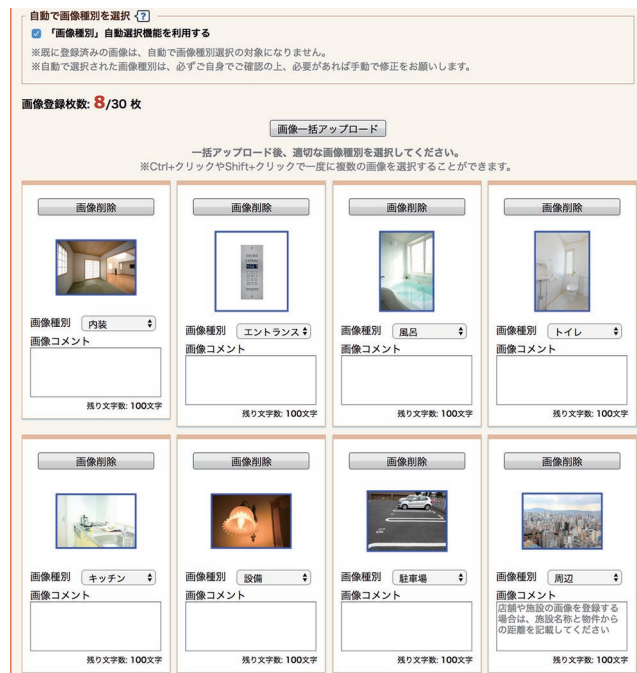 自動で画像種別を選択 [?]
「画像種別」自動選択機能を利用する
※既に登録済みの画像は、自動で画像種別選択の対象になりません。
※自動で選択された画像種別は、必ずご自身でご確認の上、必要があれば手動で修正をお願いします。
画像登録枚数: 8/30 枚
画像一括アップロード
一括アップロード後、適切な画像種別を選択してください。
※Ctrl+クリックやShift+クリックで一度に複数の画像を選択することができます。
画像削除 画像削除 画像削除 画像削除
画像種別 内装 画像種別 エントランス 画像種別 風呂 画像種別 トイレ
画像コメント 画像コメント 画像コメント 画像コメント
残り文字数: 100文字 残り文字数: 100文字 残り文字数: 100文字 残り文字数: 100文字
画像削除 画像削除 画像削除 画像削除
画像種別 キッチン 画像種別 設備 画像種別 駐車場 画像種別 周辺
画像コメント 画像コメント 画像コメント 画像コメント
店舗や施設の画像を登録する
場合は、施設名称と物件から
の距離を記載してください
残り文字数: 100文字 残り文字数: 100文字 残り文字数: 100文字 残り文字数: 100文字